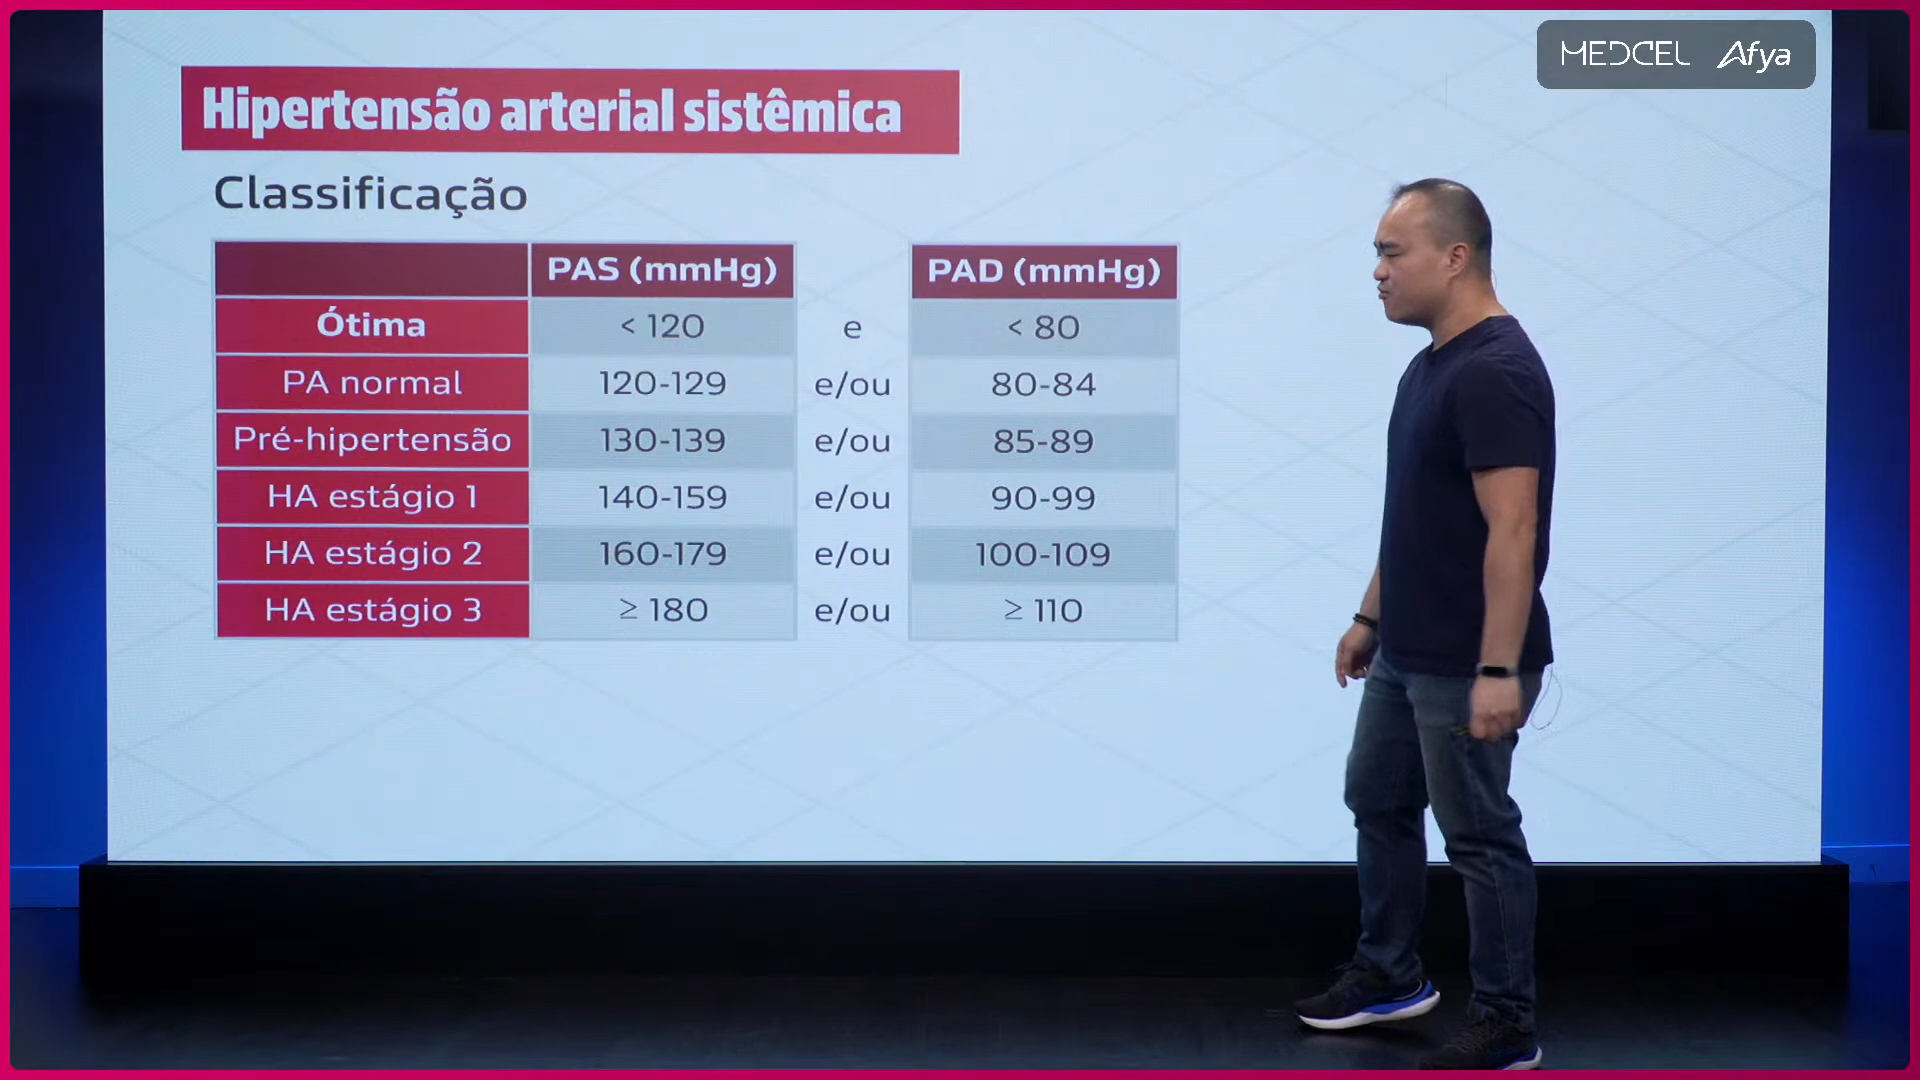 MEDCEL Afya
Hipertensão arterial sistêmica
Classificação
PAS (mmHg) PAD (mmHg)
Ótima < 120 e < 80
PA normal 120-129 e/ou 80-84
Pré-hipertensão 130-139 e/ou 85-89
HA estágio 1 140-159 e/ou 90-99
HA estágio 2 160-179 e/ou 100-109
HA estágio 3 ≥ 180 e/ou ≥ 110